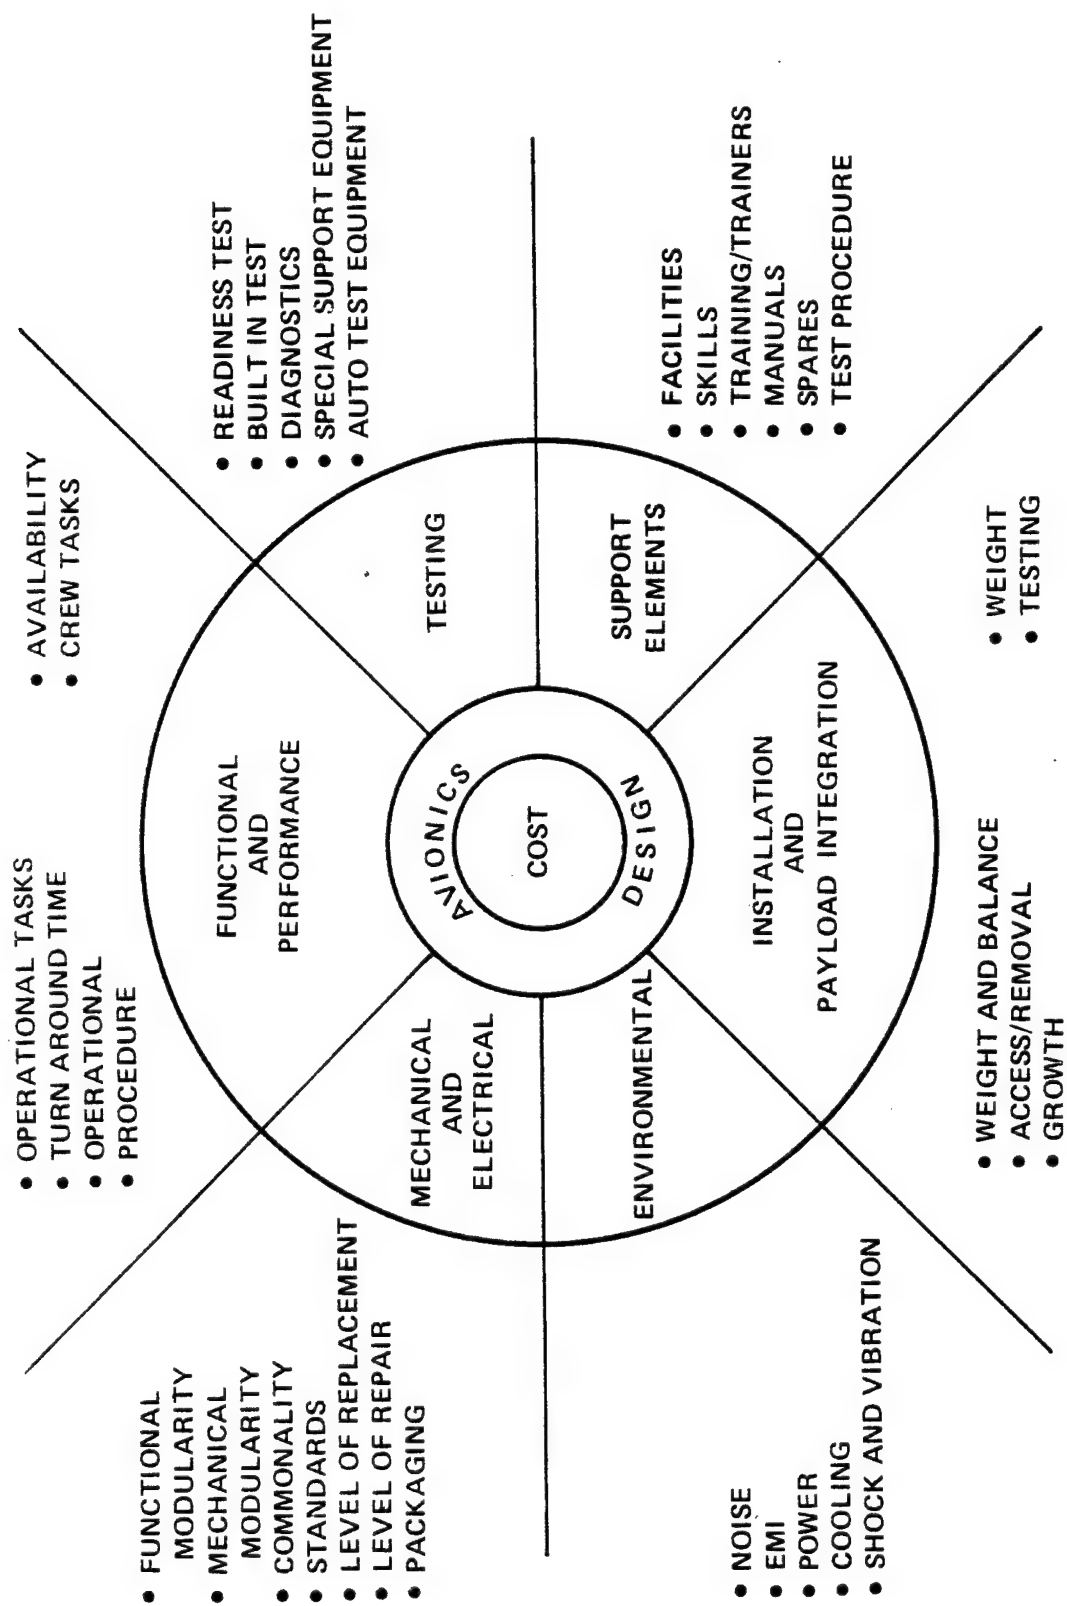 • OPERATIONAL TASKS
• TURN AROUND TIME
• OPERATIONAL
• PROCEDURE
• AVAILABILITY
• CREW TASKS
• FUNCTIONAL
MODULARITY
• MECHANICAL
MODULARITY
• COMMONALITY
• STANDARDS
• LEVEL OF REPLACEMENT
• LEVEL OF REPAIR
• PACKAGING
FUNCTIONAL
AND
PERFORMANCE
• READINESS TEST
• BUILT IN TEST
• DIAGNOSTICS
• SPECIAL SUPPORT EQUIPMENT
• AUTO TEST EQUIPMENT
MECHANICAL
AND
ELECTRICAL
AVIONICS
COST
DESIGN
TESTING
ENVIRONMENTAL
SUPPORT
ELEMENTS
• NOISE
• EMI
• POWER
• COOLING
• SHOCK AND VIBRATION
INSTALLATION
AND
PAYLOAD INTEGRATION
• FACILITIES
• SKILLS
• TRAINING/TRAINERS
• MANUALS
• SPARES
• TEST PROCEDURE
• WEIGHT AND BALANCE
• ACCESS/REMOVAL
• GROWTH
• WEIGHT
• TESTING